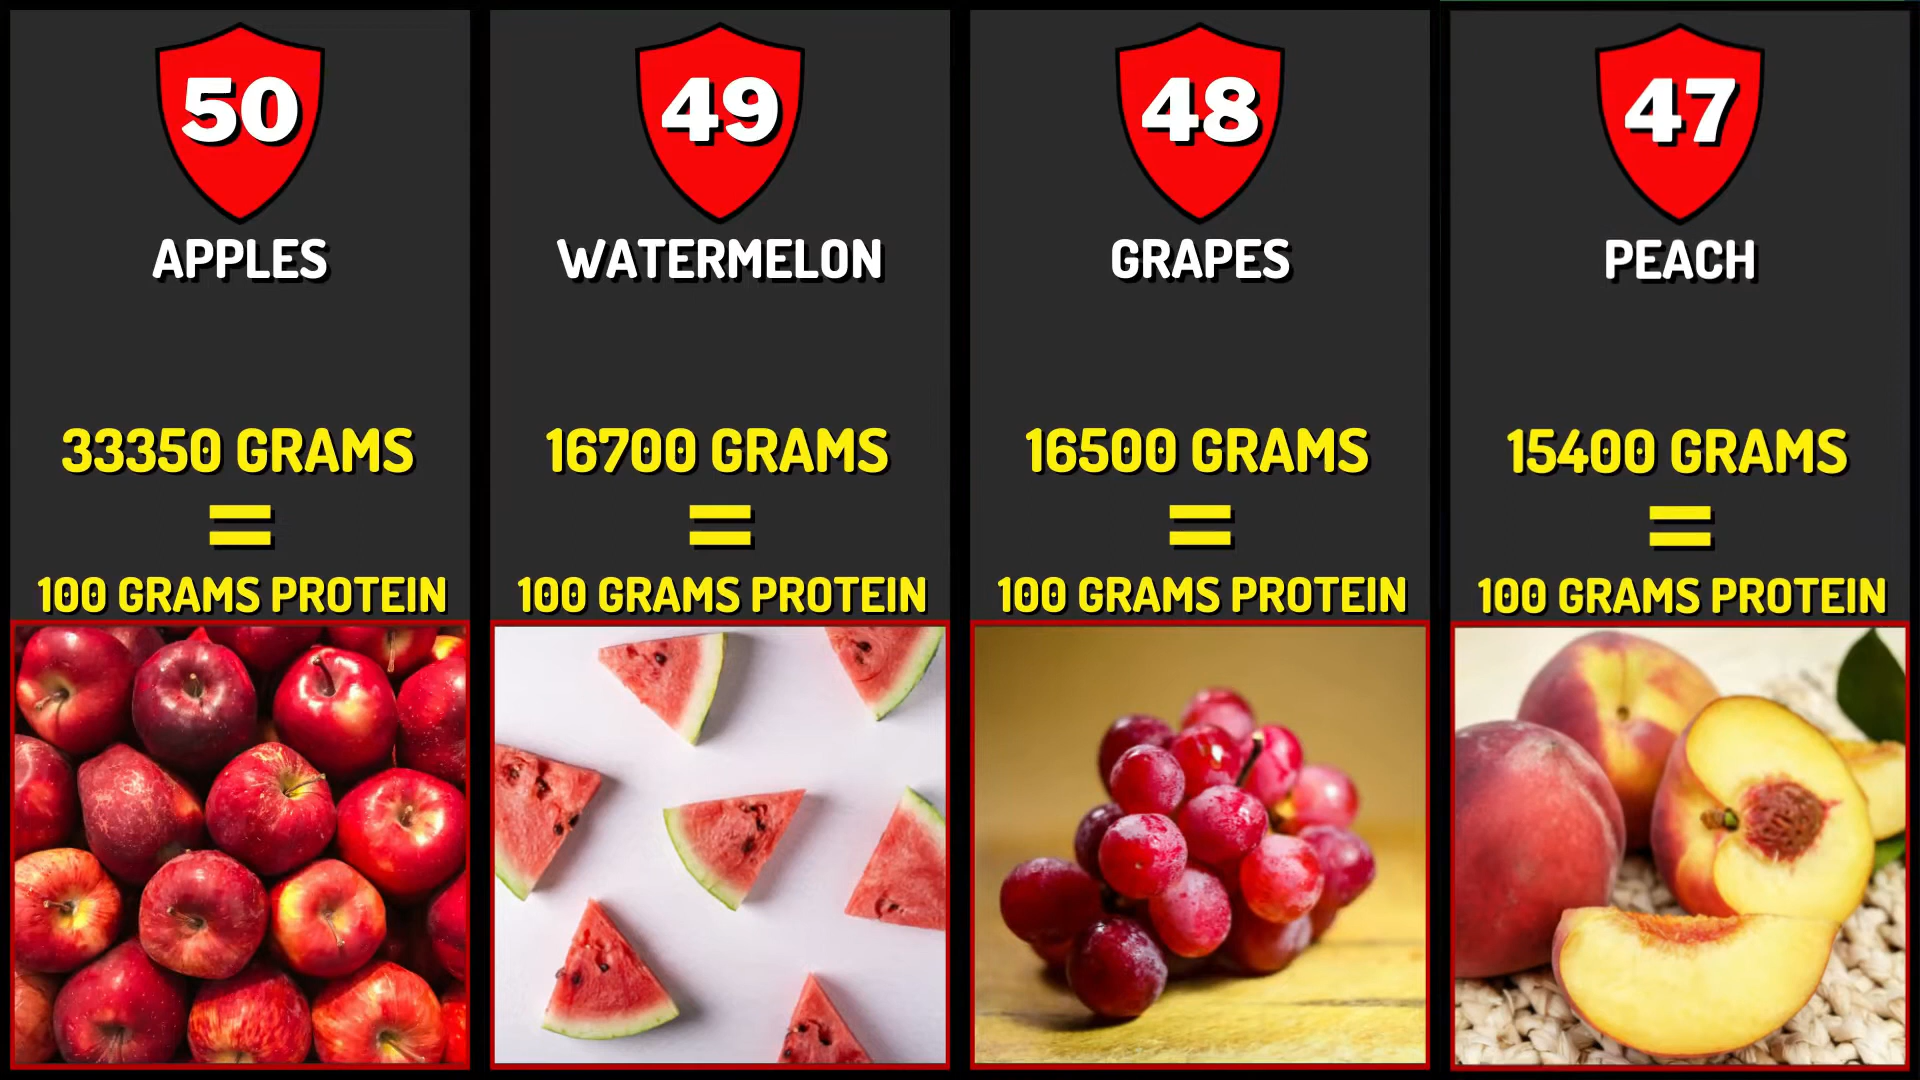 50
APPLES
33350 GRAMS
=
100 GRAMS PROTEIN
49
WATERMELON
16700 GRAMS
=
100 GRAMS PROTEIN
48
GRAPES
16500 GRAMS
=
100 GRAMS PROTEIN
47
PEACH
15400 GRAMS
=
100 GRAMS PROTEIN